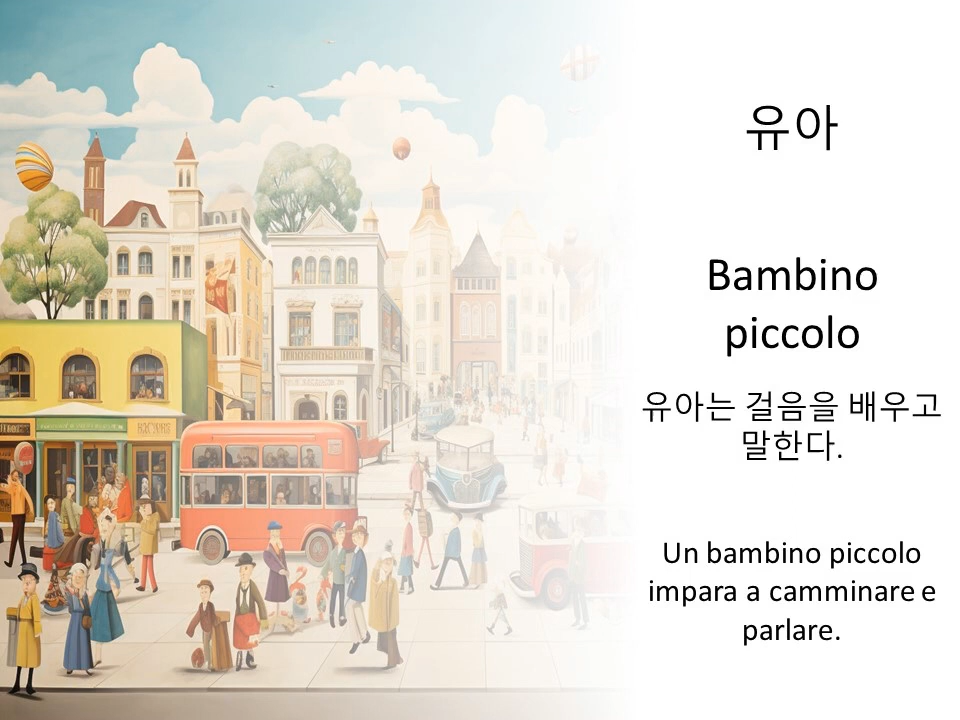 유아
Bambino
piccolo
유아는 걸음을 배우고
말한다.
Un bambino piccolo
impara a camminare e
parlare.